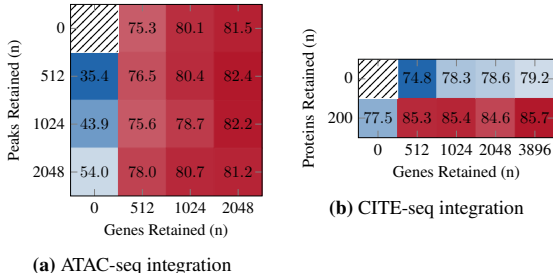 Peaks Retained (n)
0 75.3 80.1 81.5
512 35.4 76.5 80.4 82.4
1024 43.9 75.6 78.7 82.2
2048 54.0 78.0 80.7 81.2
0 512 1024 2048
Genes Retained (n)
(a) ATAC-seq integration
Proteins Retained (n)
0 74.8 78.3 78.6 79.2
200 77.5 85.3 85.4 84.6 85.7
0 512 1024 2048 3896
Genes Retained (n)
(b) CITE-seq integration